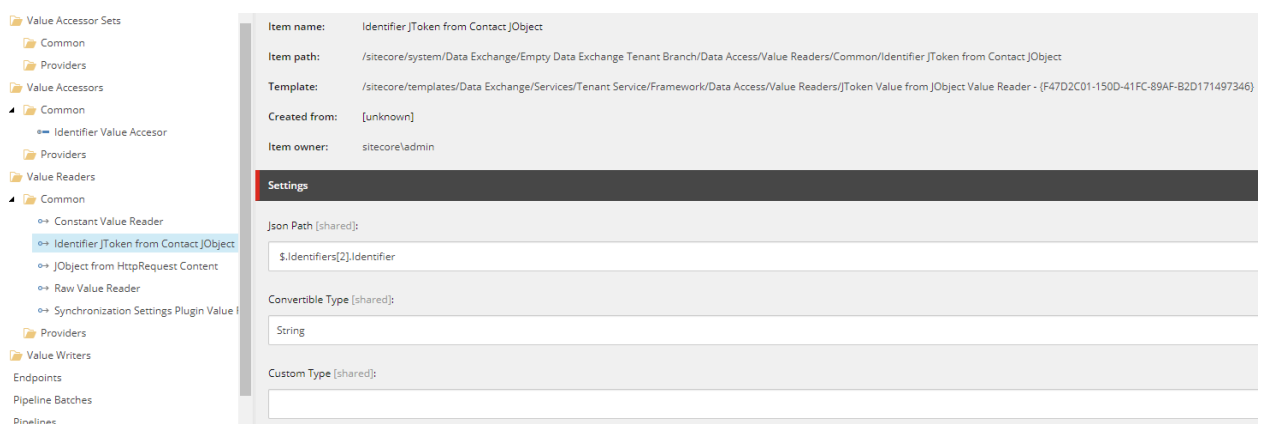 Value Accessor Sets
Common
Providers
Value Accessors
Common
Identifier Value Accesor
Providers
Value Readers
Common
Constant Value Reader
Identifier JToken from Contact JObject
JObject from HttpRequest Content
Raw Value Reader
Synchronization Settings Plugin Value
Providers
Value Writers
Endpoints
Pipeline Batches
Pipelines
Item name: Identifier JToken from Contact JObject
Item path: /sitecore/system/Data Exchange/Empty Data Exchange Tenant Branch/Data Access/Value Readers/Common/Identifier JToken from Contact JObject
Template: /sitecore/templates/Data Exchange/Services/Tenant Service/Framework/Data Access/Value Readers/JToken Value from JObject Value Reader - {F47D2C01-150D-41FC-89AF-B2D171497346}
Created from: [unknown]
Item owner: sitecore\admin
Settings
Json Path [shared]:
$.Identifiers[2].Identifier
Convertible Type [shared]:
String
Custom Type [shared]: